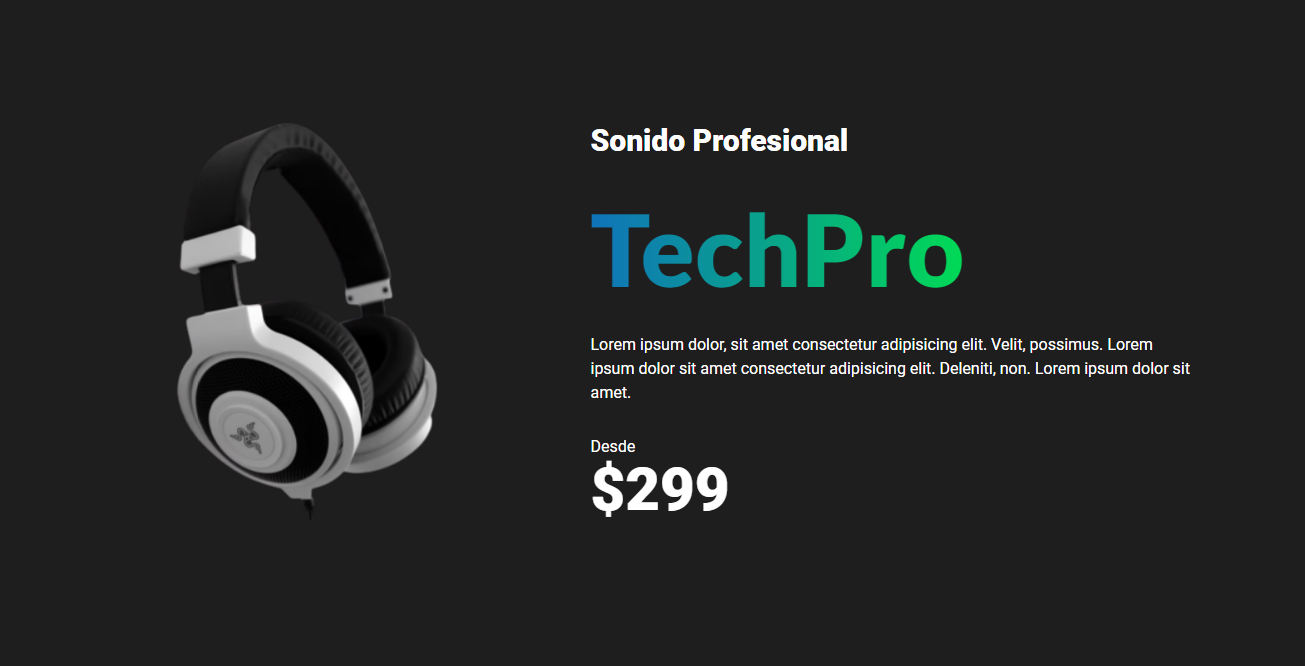 Sonido Profesional
TechPro
Lorem ipsum dolor, sit amet consectetur adipisicing elit. Velit, possimus. Lorem
ipsum dolor sit amet consectetur adipisicing elit. Deleniti, non. Lorem ipsum dolor sit
amet.
Desde
$299